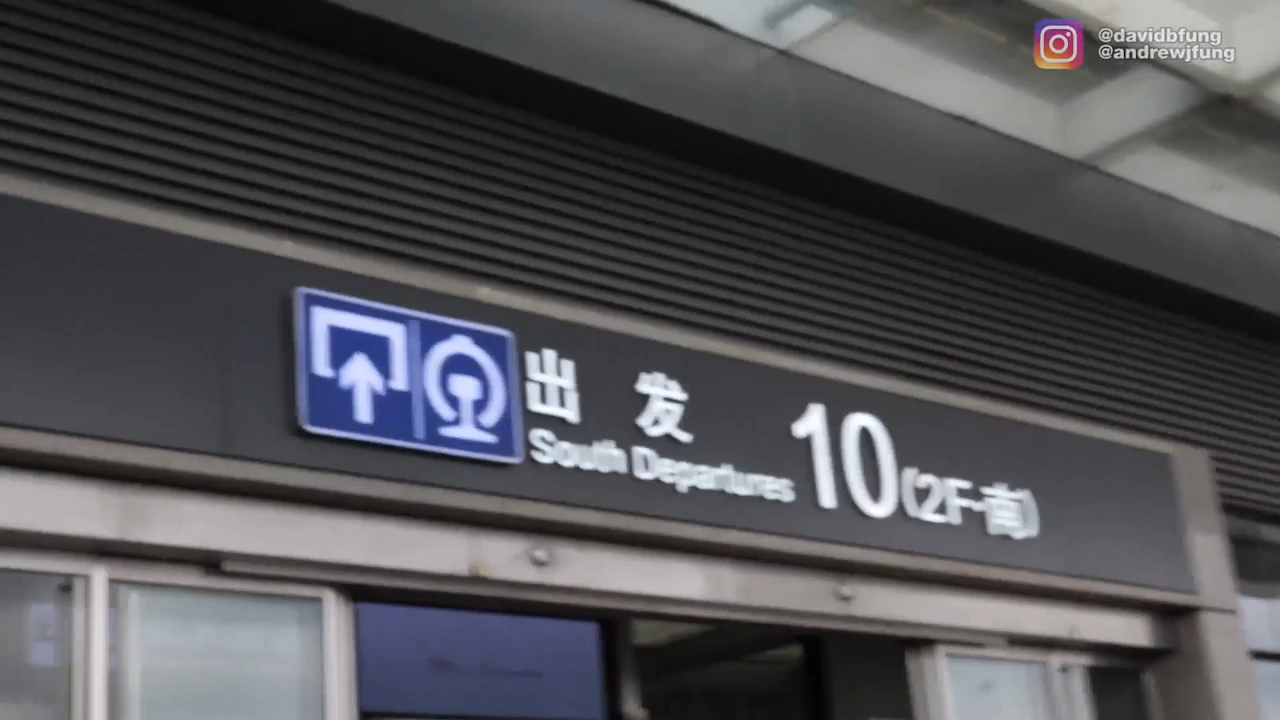 @davidbfung
@andrewjfung
出发
South Departures
10(2F-南)